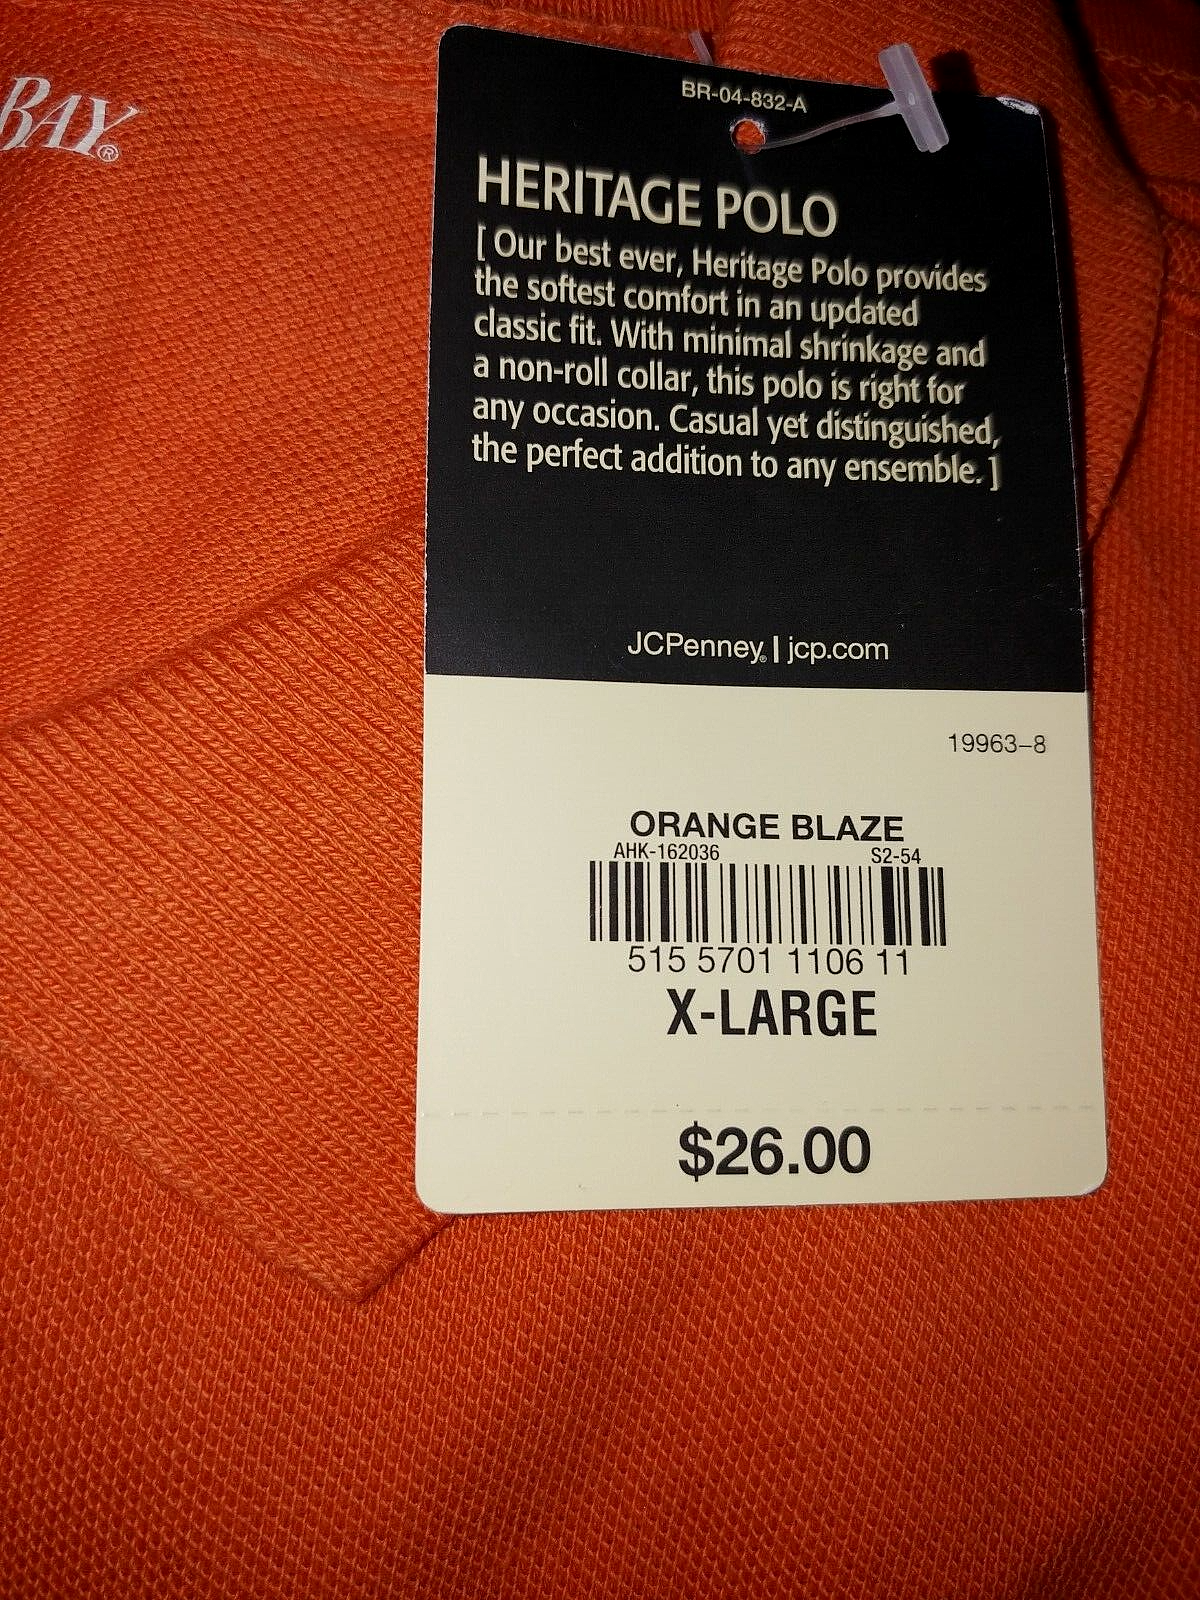 BAY®
BR-04-832-A
HERITAGE POLO
[ Our best ever, Heritage Polo provides
the softest comfort in an updated
classic fit. With minimal shrinkage and
a non-roll collar, this polo is right for
any occasion. Casual yet distinguished,
the perfect addition to any ensemble. ]
JCPenney® | jcp.com
19963-8
ORANGE BLAZE
AHK-162036 S2-54
515 5701 1106 11
X-LARGE
$26.00